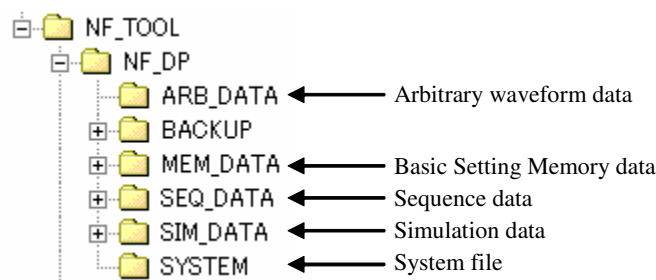 NF_TOOL
NF_DP
ARB_DATA Arbitrary waveform data
BACKUP
MEM_DATA Basic Setting Memory data
SEQ_DATA Sequence data
SIM_DATA Simulation data
SYSTEM System file